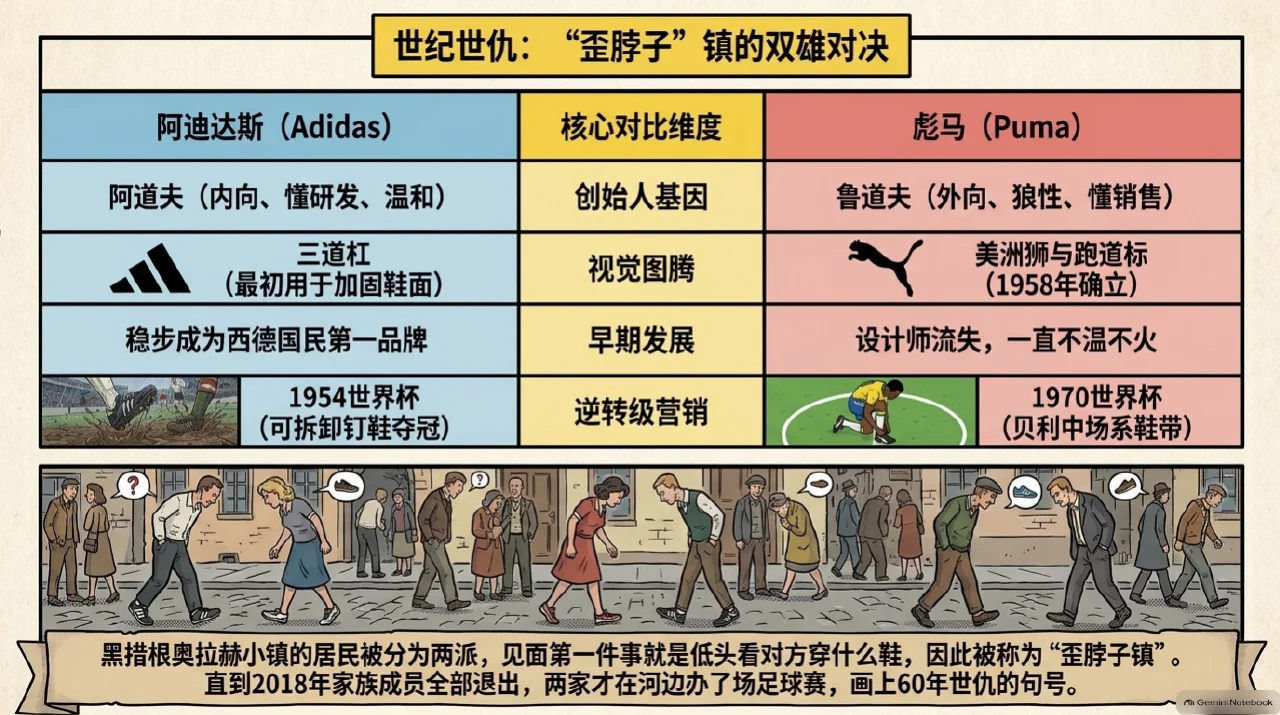 世纪世仇：“歪脖子”镇的双雄对决
阿迪达斯（Adidas）
核心对比维度
彪马（Puma）
阿道夫（内向、懂研发、温和）
创始人基因
鲁道夫（外向、狼性、懂销售）
三道杠
（最初用于加固鞋面）
视觉图腾
美洲狮与跑道标
（1958年确立）
稳步成为西德国民第一品牌
早期发展
设计师流失，一直不温不火
1954世界杯
（可拆卸钉鞋夺冠）
逆转级营销
1970世界杯
（贝利中场系鞋带）
?
?
黑措根奥拉赫小镇的居民被分为两派，见面第一件事就是低头看对方穿什么鞋，因此被称为“歪脖子镇”。
直到2018年家族成员全部退出，两家才在河边办了场足球赛，画上60年世仇的句号。
Gemini Notebook